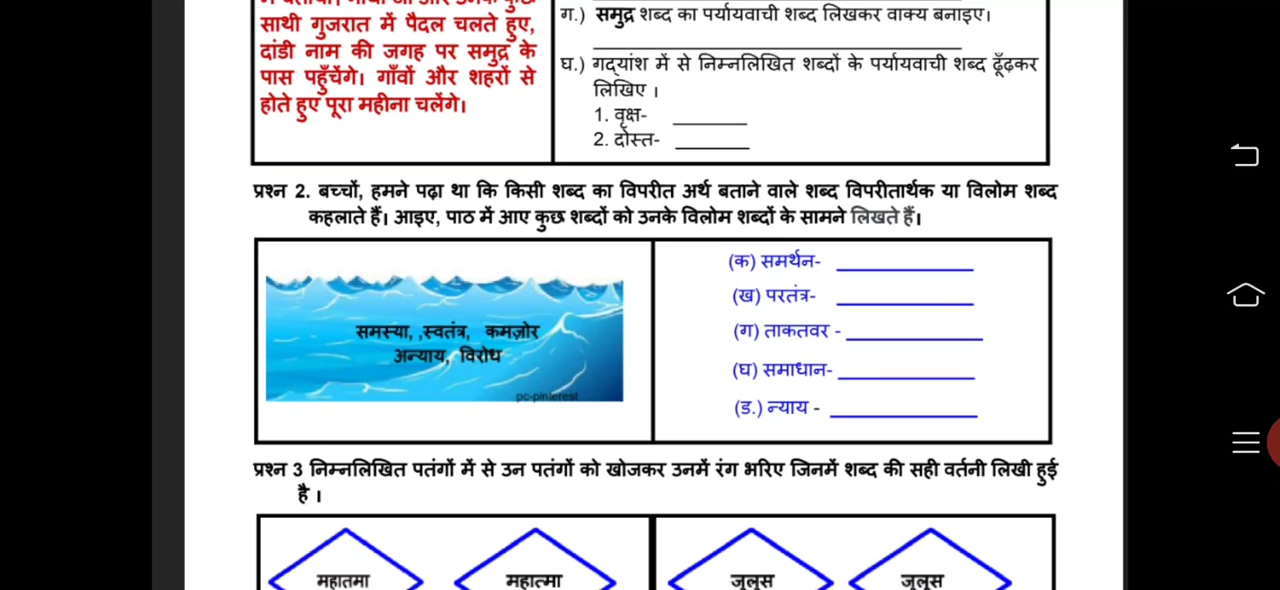 साथी गुजरात में पैदल चलते हुए,
दांडी नाम की जगह पर समुद्र के
पास पहुँचेंगे। गाँवों और शहरों से
होते हुए पूरा महीना चलेंगे।
ग.) समुद्र शब्द का पर्यायवाची शब्द लिखकर वाक्य बनाइए।
घ.) गद्यांश में से निम्नलिखित शब्दों के पर्यायवाची शब्द ढूँढ़कर
लिखिए ।
1. वृक्ष-
2. दोस्त-
प्रश्न 2. बच्चों, हमने पढ़ा था कि किसी शब्द का विपरीत अर्थ बताने वाले शब्द विपरीतार्थक या विलोम शब्द
कहलाते हैं। आइए, पाठ में आए कुछ शब्दों को उनके विलोम शब्दों के सामने लिखते हैं।
समस्या, ,स्वतंत्र, कमज़ोर
अन्याय, विरोध
pc-pinterest
(क) समर्थन-
(ख) परतंत्र-
(ग) ताकतवर -
(घ) समाधान-
(ड.) न्याय -
प्रश्न 3 निम्नलिखित पतंगों में से उन पतंगों को खोजकर उनमें रंग भरिए जिनमें शब्द की सही वर्तनी लिखी हुई
है ।
महातमा महात्मा